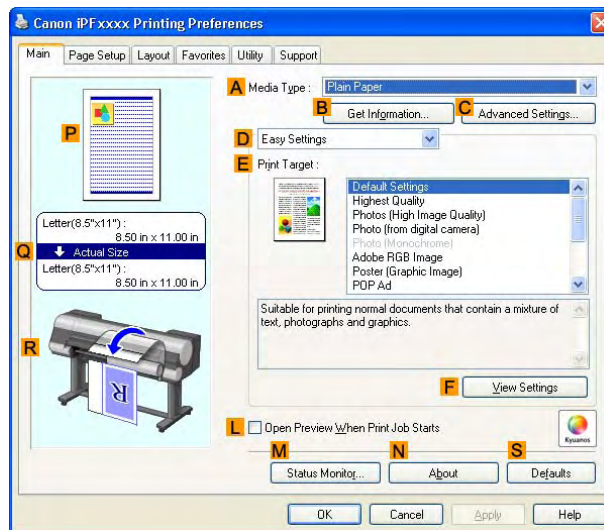 Canon iPFxxxx Printing Preferences
Main Page Setup Layout Favorites Utility Support
A Media Type : Plain Paper
B Get Information... C Advanced Settings...
D Easy Settings
E Print Target :
Default Settings
Highest Quality
Photos (High Image Quality)
Photo (from digital camera)
Photo (Monochrome)
Adobe RGB Image
Poster (Graphic Image)
POP Ad
Suitable for printing normal documents that contain a mixture of
text, photographs and graphics.
F View Settings
P
Q
Letter(8.5"x11") :
8.50 in x 11.00 in
Actual Size
Letter(8.5"x11") :
8.50 in x 11.00 in
R
R
L Open Preview When Print Job Starts
Kyuanos
M Status Monitor... N About S Defaults
OK Cancel Apply Help